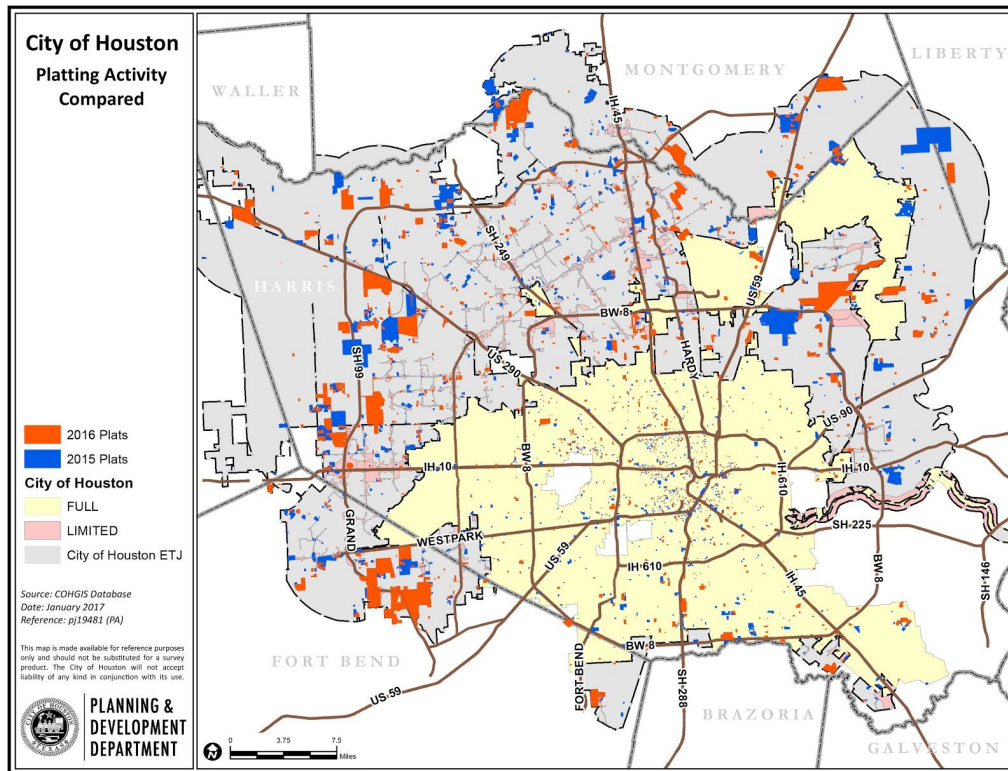 City of Houston
Platting Activity
Compared
2016 Plats
2015 Plats
City of Houston
FULL
LIMITED
City of Houston ETJ
Source: COHGIS Database
Date: January 2017
Reference: pj19481 (PA)
This map is made available for reference purposes
only and should not be substituted for a survey
product. The City of Houston will not accept
liability of any kind in conjunction with its use.
CITY OF HOUSTON
TEXAS
PLANNING &
DEVELOPMENT
DEPARTMENT
WALLER
MONTGOMERY
LIBERTY
IH 45
SH-249
HARRIS
US 59
BW 8
SH 99
US-290
HARDY
US-90
IH 10
BW-8
IH 610
IH 10
GRAND
WESTPARK
SH-225
US-59
IH 610
IH-45
BW-8
SH-146
FORT BEND
FORT BEND
BW 8
US-59
SH-288
BRAZORIA
GALVESTON
0 3.75 7.5
Miles
N